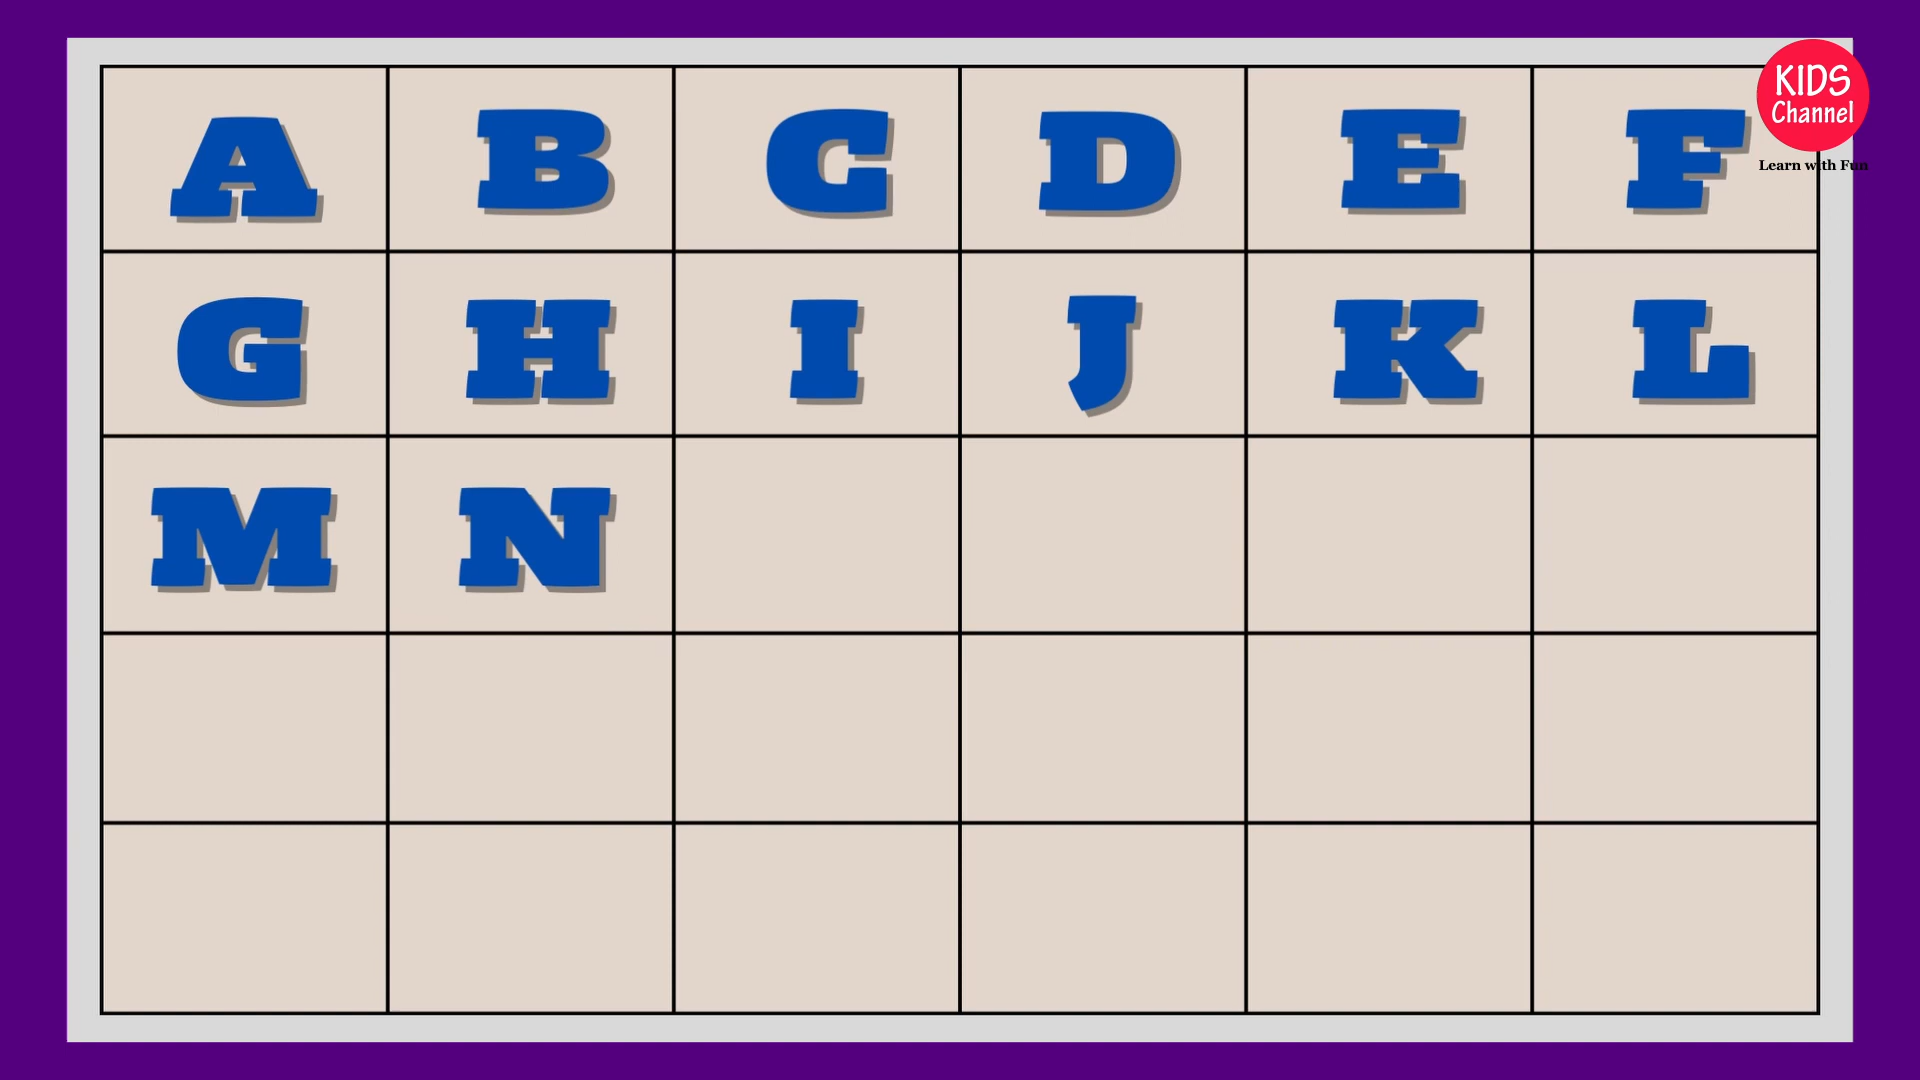 A B C D E F
KIDS
Channel
Learn with Fun
G H I J K L
M N